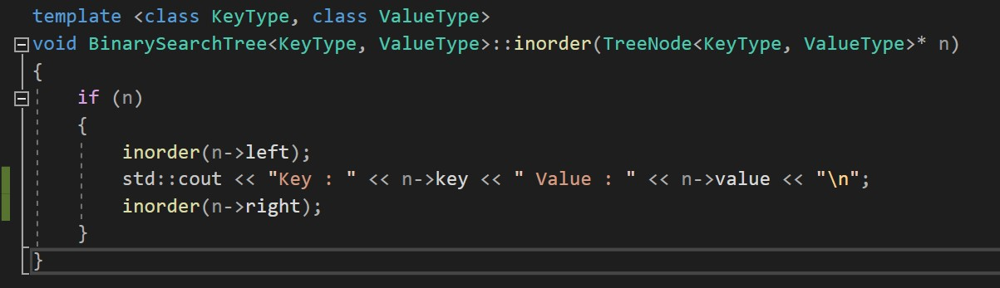 template <class KeyType, class ValueType>
void BinarySearchTree<KeyType, ValueType>::inorder(TreeNode<KeyType, ValueType>* n)
{
if (n)
{
inorder(n->left);
std::cout << "Key : " << n->key << " Value : " << n->value << "\n";
inorder(n->right);
}
}